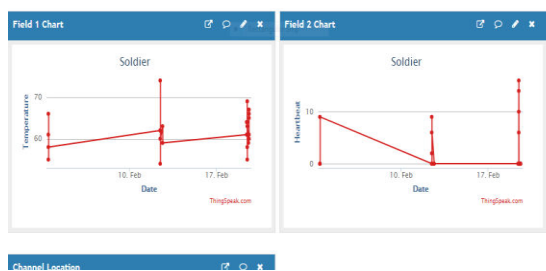 Field 1 Chart
Soldier
Temperature
70
60
10. Feb
17. Feb
Date
ThingSpeak.com
Field 2 Chart
Soldier
Heartbeat
10
0
10. Feb
17. Feb
Date
ThingSpeak.com
Channel Location